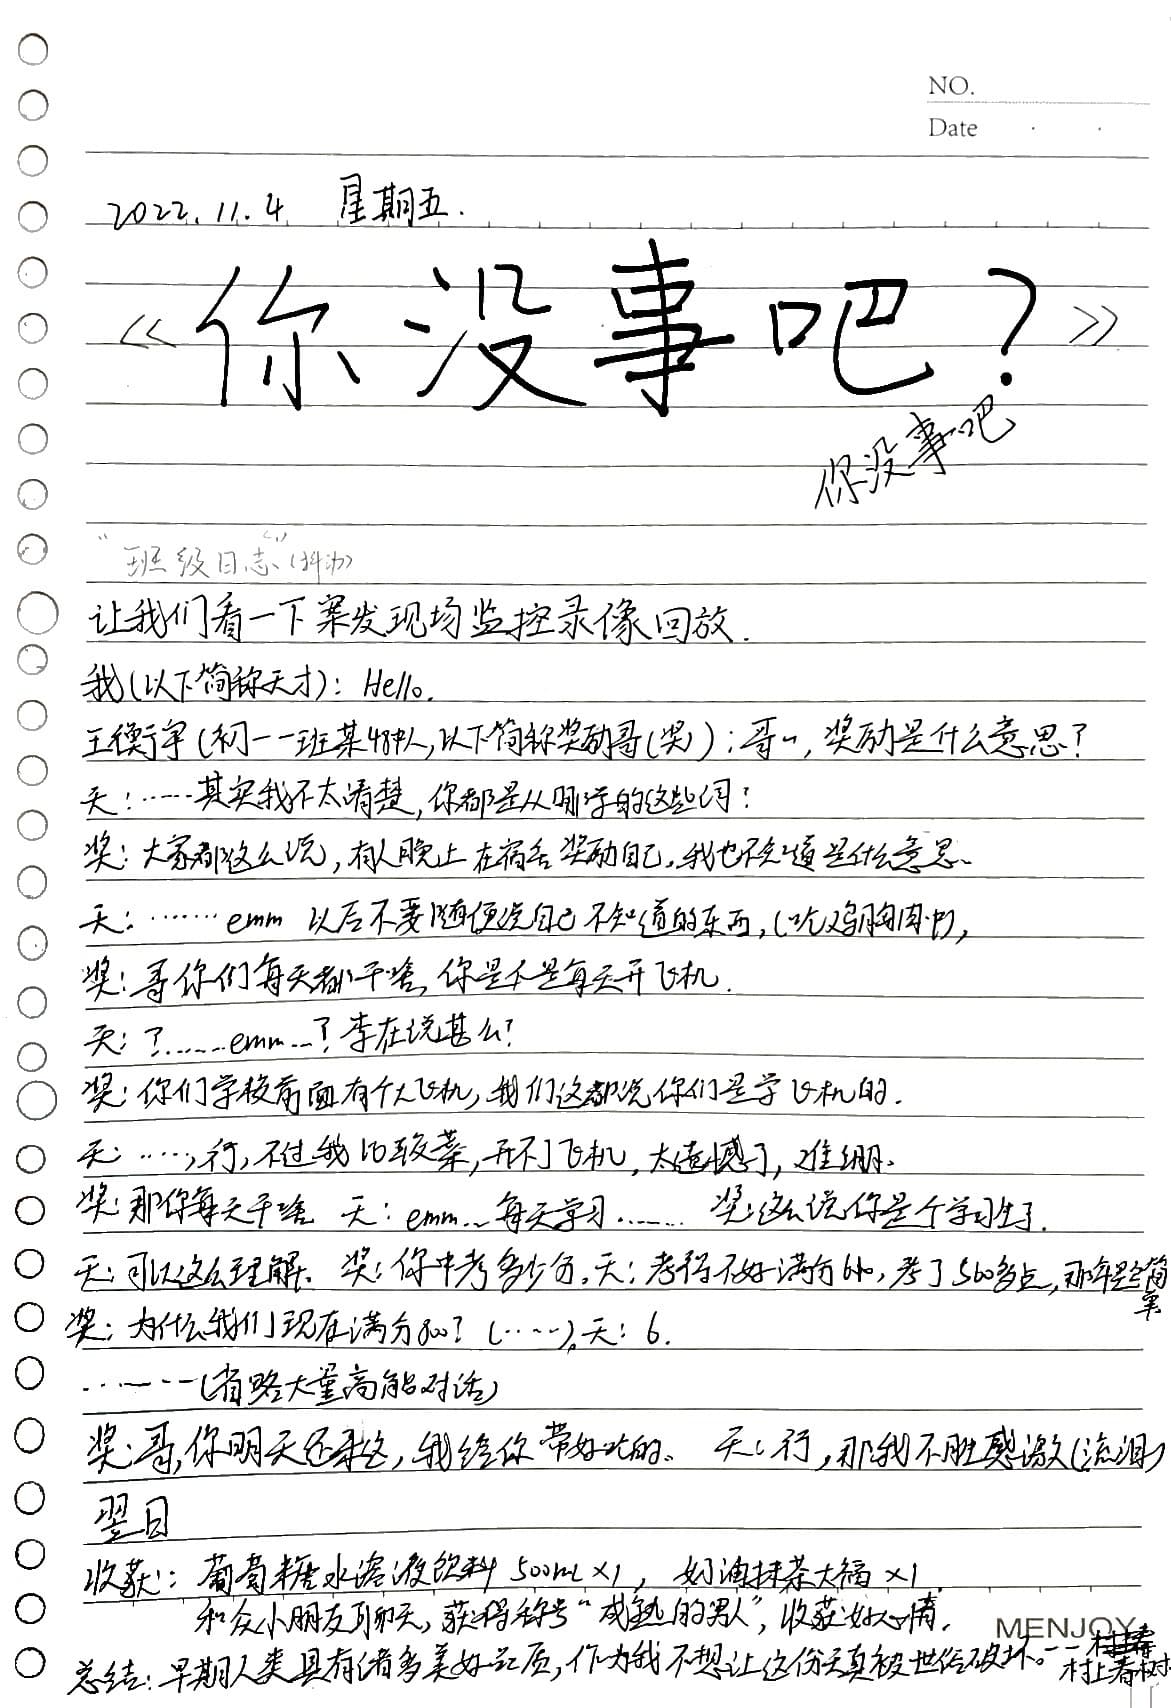 NO.
Date
2022.11.4 星期五.
《你没事吧？》
你没事吧
"班级日志"(抖动)
让我们看一下案发现场监控录像回放.
我(以下简称天才)：Hello.
王衡宇(初一一班某484人,以下简称奖励哥(奖))：哥~,奖励是什么意思？
天：……其实我不太清楚,你都是从哪学的这些词？
奖：大家都这么说,有人晚上在宿舍奖励自己。我也不知道是什么意思。
天：………emm 以后不要随便说自己不知道的东西,(吃鸡胸肉中),
奖：哥你们每天都干啥,你是不是每天开飞机.
天：？……emm…？李在说甚么？
奖：你们学校前面有个大飞机,我们这都说你们是学飞机的.
天：……,行,不过我比较菜,开不了飞机,太遗憾了,难绷.
奖：那你每天干啥 天：emm…每天学习…… 奖：这么说你是个学习生了.
天：可以这么理解. 奖：你中考多少分。天：考得不好满分610,考了560多点,那年是简单
奖：为什么我们现在满分800？(……)。天：6.
………(省略大量高能对话)
奖：哥,你明天还来这,我给你带好吃的。 天：行,那我不胜感激(流泪)
翌日
收获：葡萄糖水溶液饮料500mL×1, 奶油抹茶大福×1.
和众小朋友聊天,获得称号"成熟的男人",收获好心情.
MENJOY
总结：早期人类具有诸多美好品质,作为我不想让这份天真被世俗破坏。--
村上春树